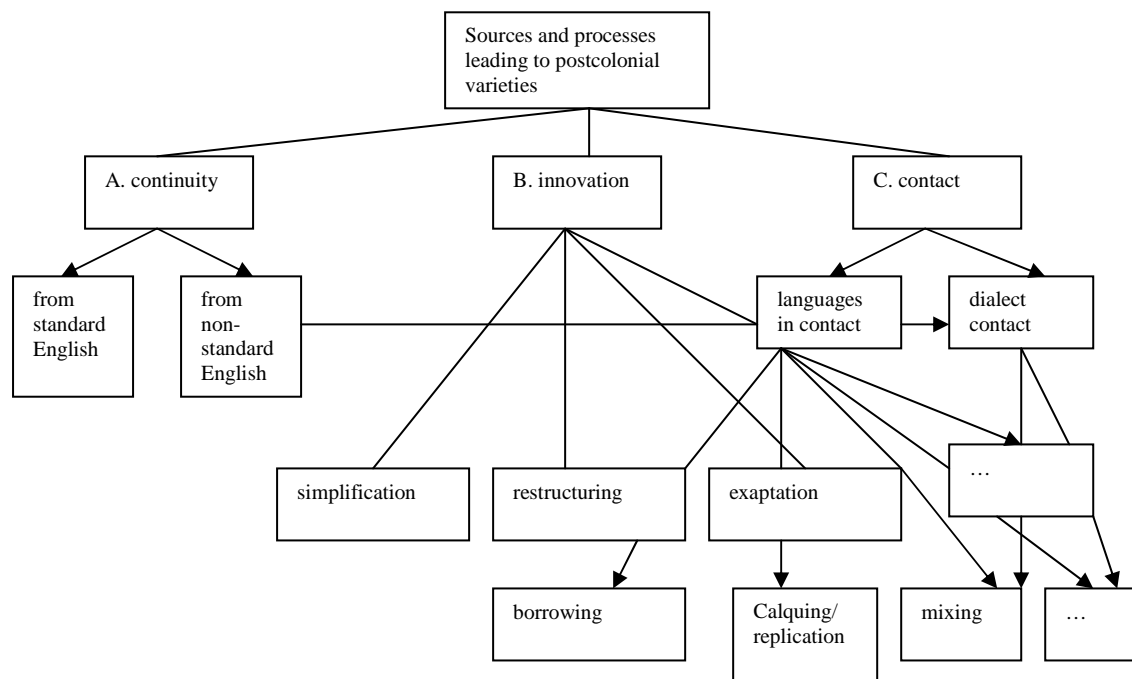 Sources and processes
leading to postcolonial
varieties
A. continuity
B. innovation
C. contact
from
standard
English
from
non-
standard
English
languages
in contact
dialect
contact
…
simplification
restructuring
exaptation
borrowing
Calquing/
replication
mixing
…